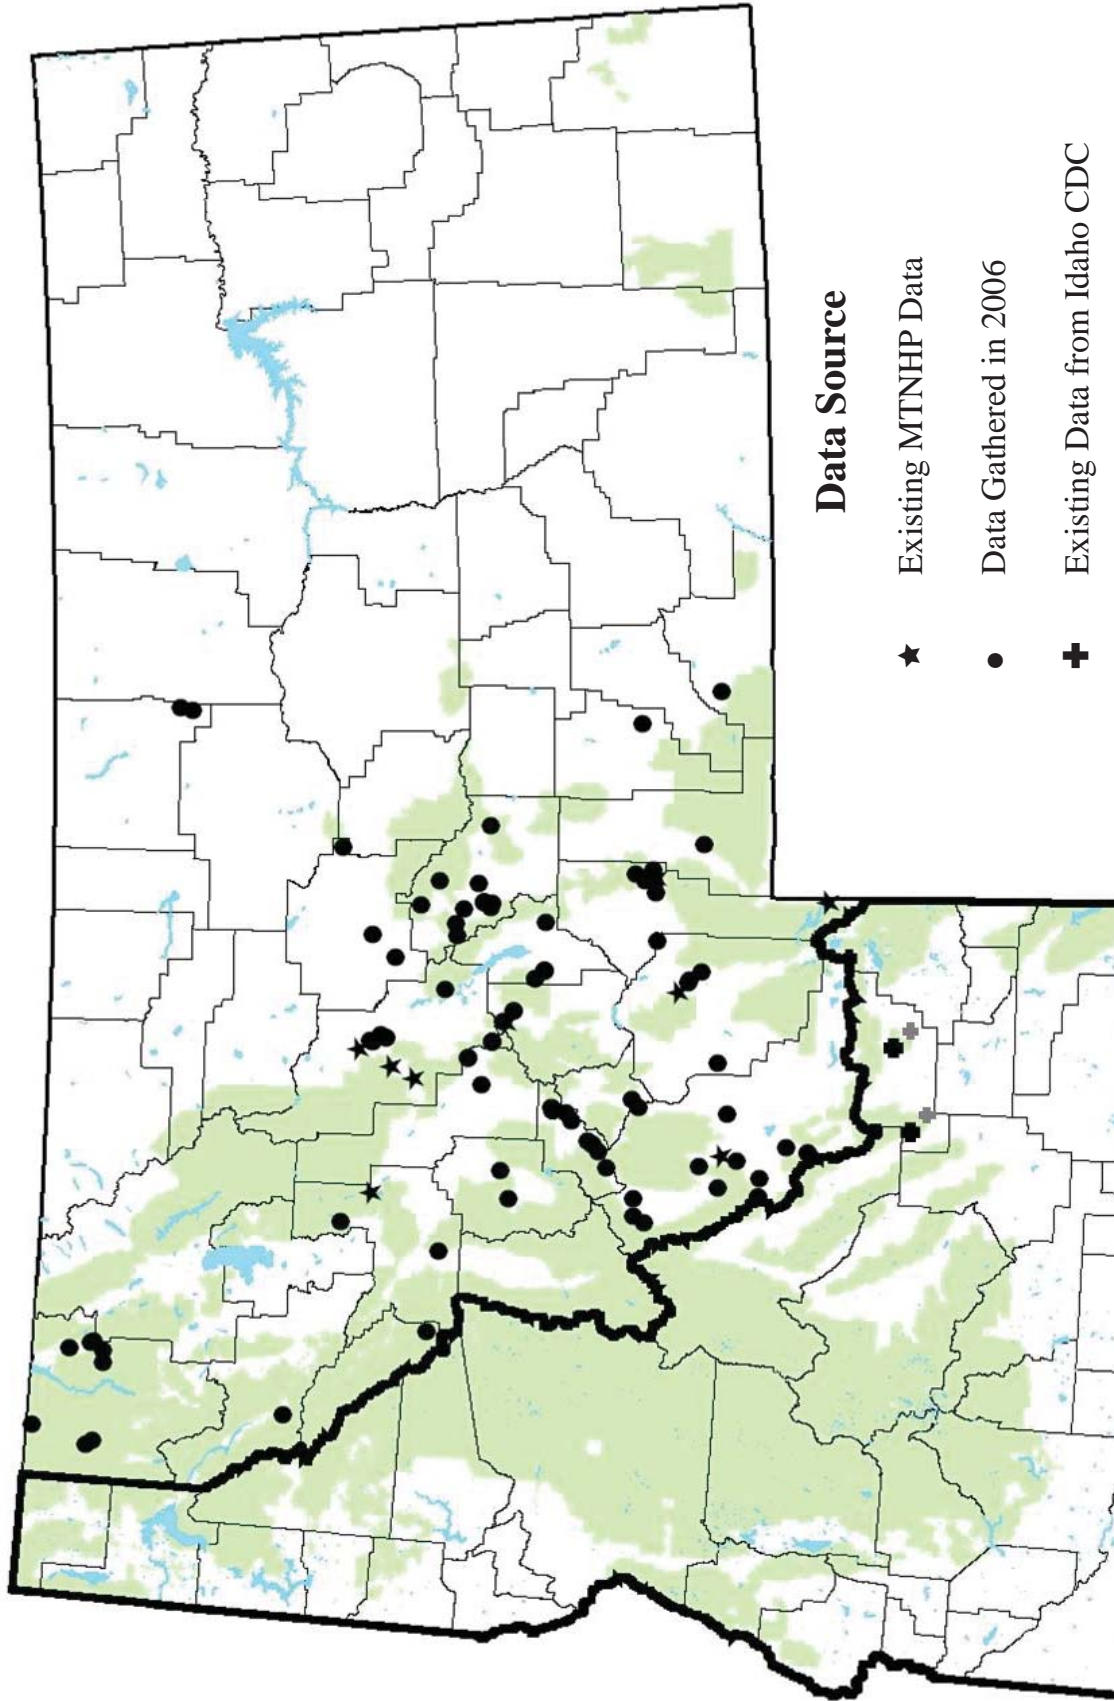 Data Source
Existing MTNHP Data
Data Gathered in 2006
Existing Data from Idaho CDC